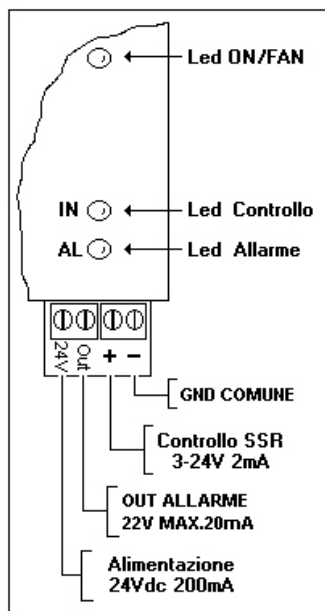 Led ON/FAN
IN
Led Controllo
AL
Led Allarme
24V
Out
+
-
GND COMUNE
Controllo SSR
3-24V 2mA
OUT ALLARME
22V MAX.20mA
Alimentazione
24Vdc 200mA